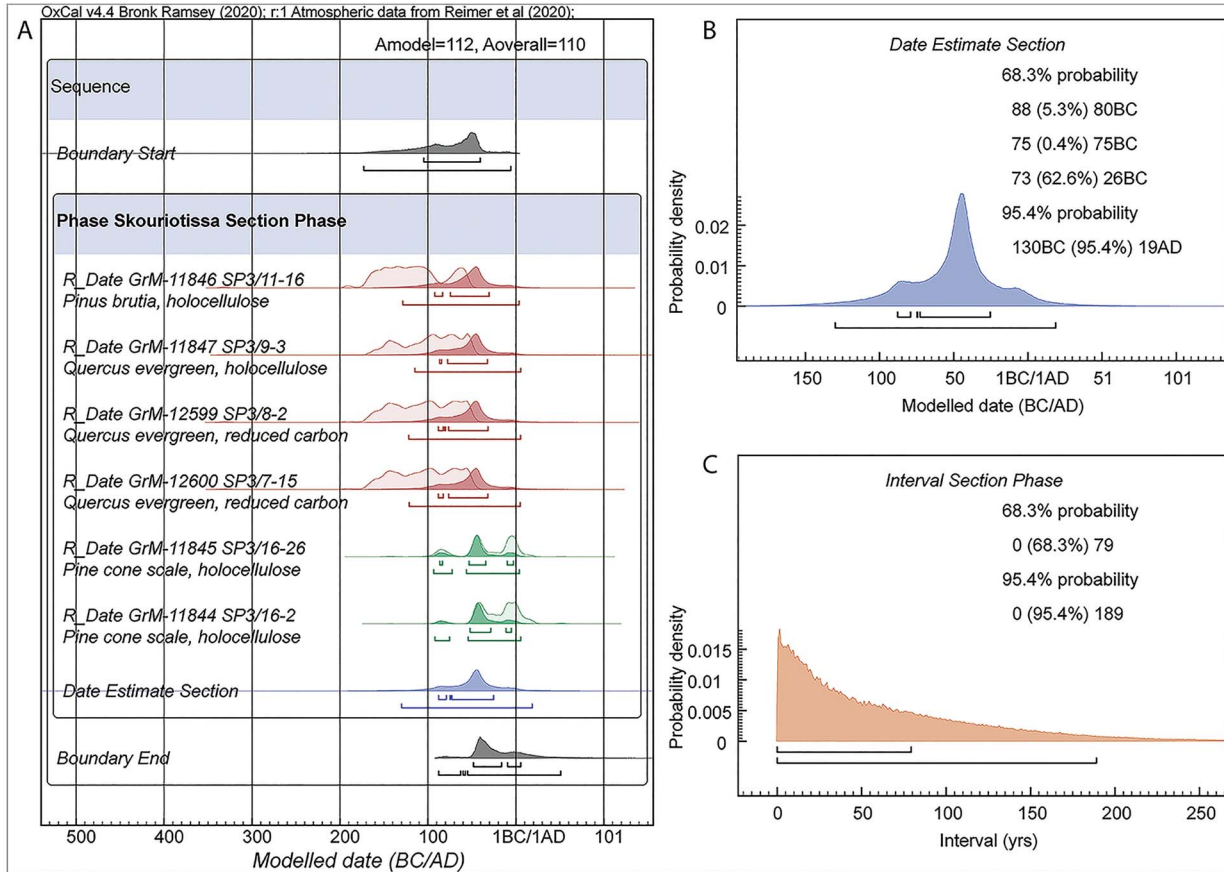 OxCal v4.4 Bronk Ramsey (2020); r:1 Atmospheric data from Reimer et al (2020);
A
Amodel=112, Aoverall=110
Sequence
Boundary Start
Phase Skouriotissa Section Phase
R_Date GrM-11846 SP3/11-16
Pinus brutia, holocellulose
R_Date GrM-11847 SP3/9-3
Quercus evergreen, holocellulose
R_Date GrM-12599 SP3/8-2
Quercus evergreen, reduced carbon
R_Date GrM-12600 SP3/7-15
Quercus evergreen, reduced carbon
R_Date GrM-11845 SP3/16-26
Pine cone scale, holocellulose
R_Date GrM-11844 SP3/16-2
Pine cone scale, holocellulose
Date Estimate Section
Boundary End
500 400 300 200 100 1BC/1AD 101
Modelled date (BC/AD)
B
Date Estimate Section
68.3% probability
88 (5.3%) 80BC
75 (0.4%) 75BC
73 (62.6%) 26BC
95.4% probability
130BC (95.4%) 19AD
Probability density
0.02
0.01
0
150 100 50 1BC/1AD 51 101
Modelled date (BC/AD)
C
Interval Section Phase
68.3% probability
0 (68.3%) 79
95.4% probability
0 (95.4%) 189
Probability density
0.015
0.01
0.005
0
0 50 100 150 200 250
Interval (yrs)